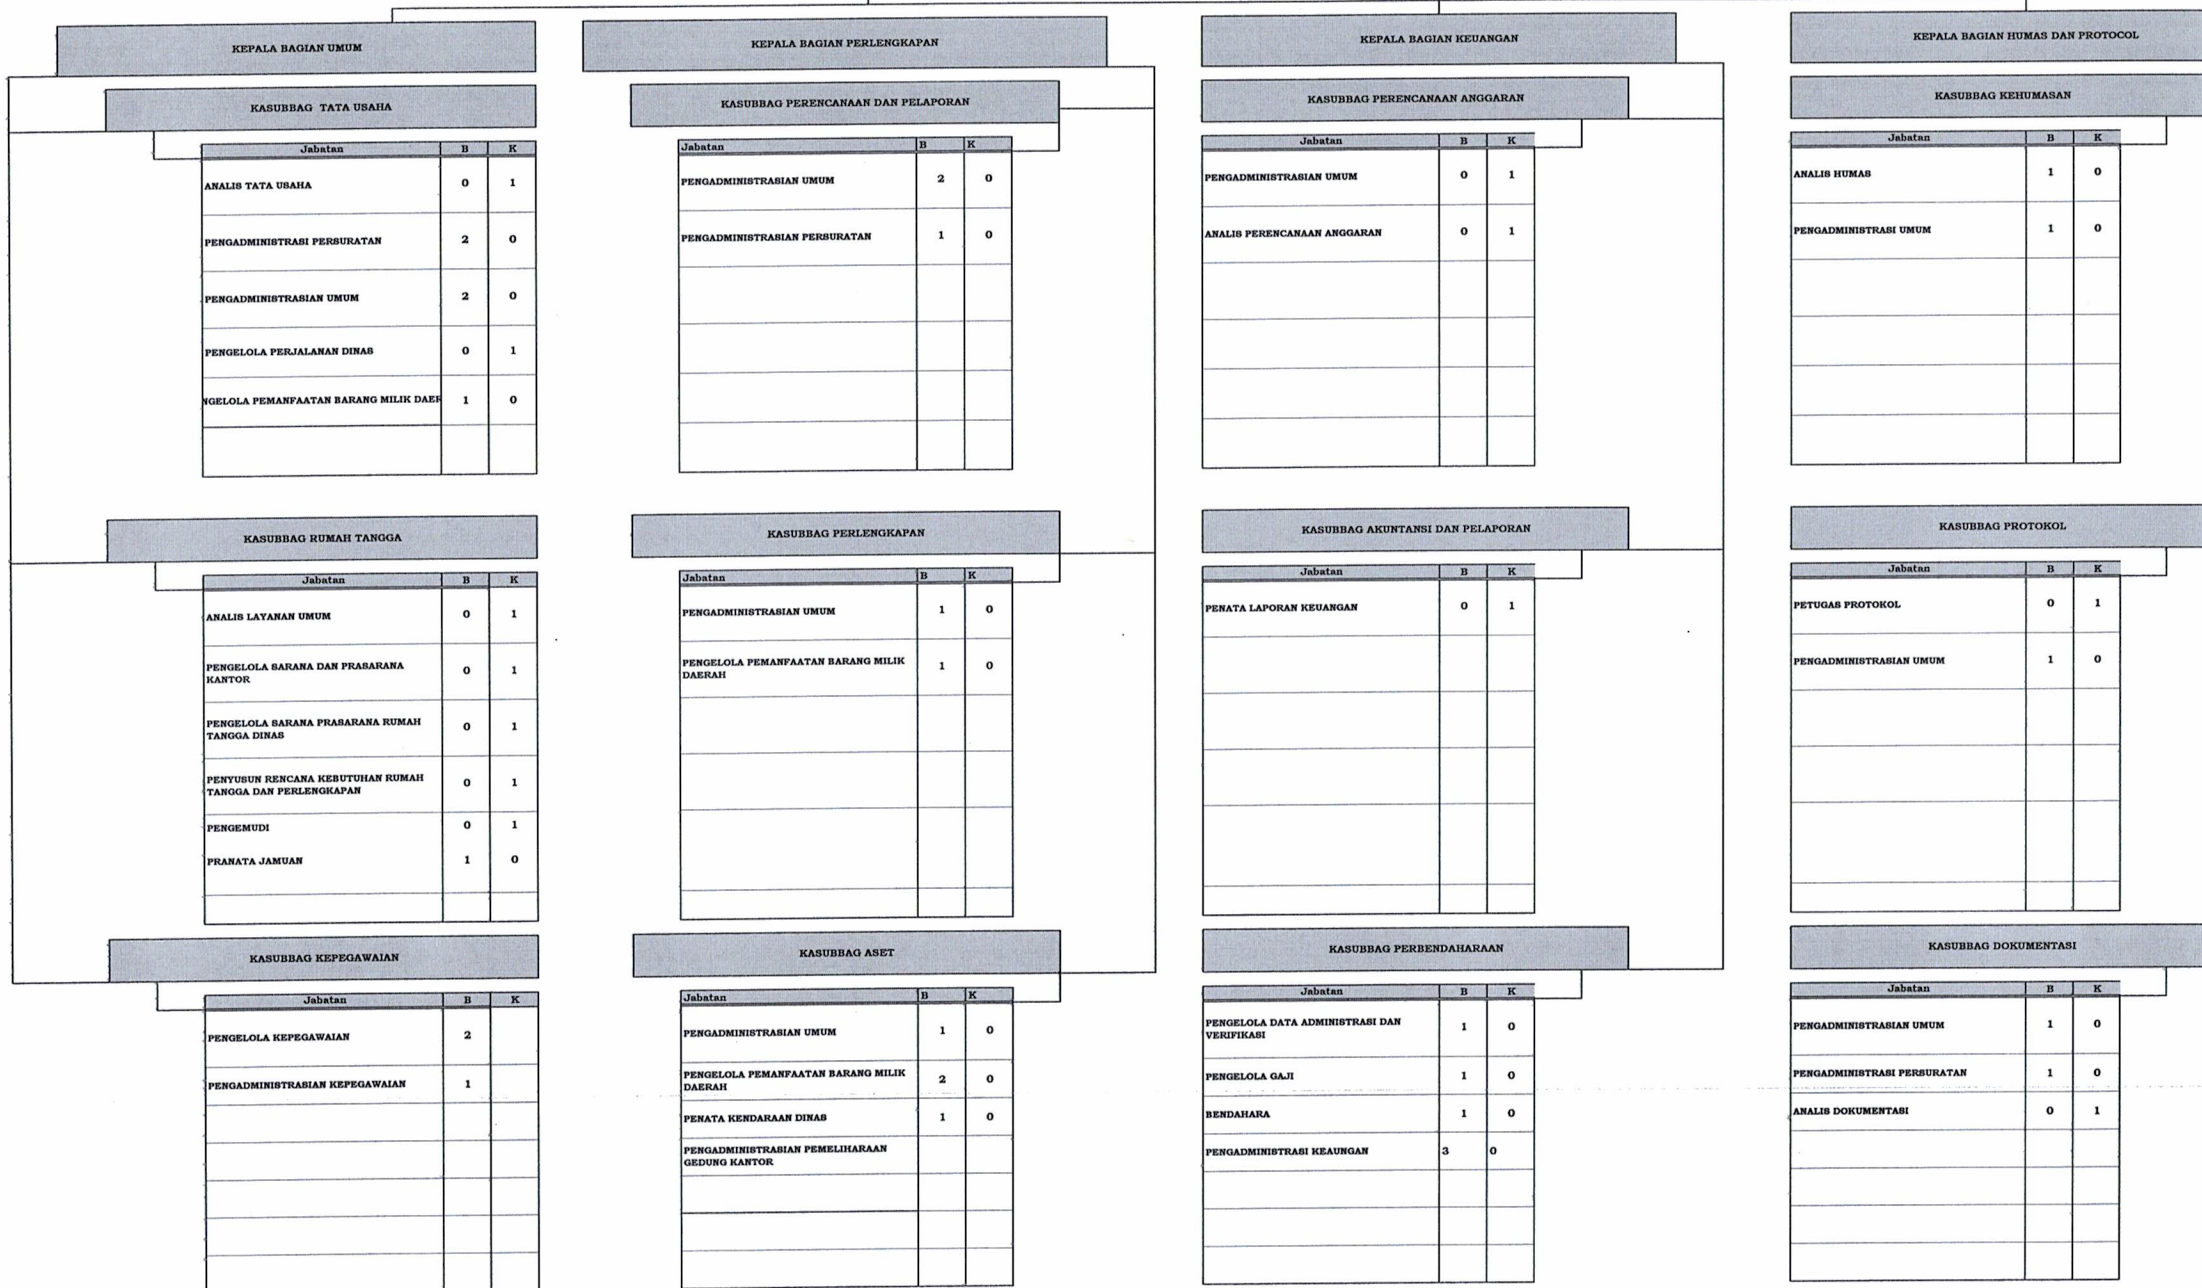 KEPALA BAGIAN UMUM
KASUBBAG TATA USAHA
Jabatan B K
ANALIS TATA USAHA 0 1
PENGADMINISTRASI PERSURATAN 2 0
PENGADMINISTRASIAN UMUM 2 0
PENGELOLA PERJALANAN DINAS 0 1
NGELOLA PEMANFAATAN BARANG MILIK DAER 1 0
KASUBBAG RUMAH TANGGA
Jabatan B K
ANALIS LAYANAN UMUM 0 1
PENGELOLA SARANA DAN PRASARANA
KANTOR 0 1
PENGELOLA SARANA PRASARANA RUMAH
TANGGA DINAS 0 1
PENYUSUN RENCANA KEBUTUHAN RUMAH
TANGGA DAN PERLENGKAPAN 0 1
PENGEMUDI 0 1
PRANATA JAMUAN 1 0
KASUBBAG KEPEGAWAIAN
Jabatan B K
PENGELOLA KEPEGAWAIAN 2
PENGADMINISTRASIAN KEPEGAWAIAN 1
KEPALA BAGIAN PERLENGKAPAN
KASUBBAG PERENCANAAN DAN PELAPORAN
Jabatan B K
PENGADMINISTRASIAN UMUM 2 0
PENGADMINISTRASIAN PERSURATAN 1 0
KASUBBAG PERLENGKAPAN
Jabatan B K
PENGADMINISTRASIAN UMUM 1 0
PENGELOLA PEMANFAATAN BARANG MILIK
DAERAH 1 0
KASUBBAG ASET
Jabatan B K
PENGADMINISTRASIAN UMUM 1 0
PENGELOLA PEMANFAATAN BARANG MILIK
DAERAH 2 0
PENATA KENDARAAN DINAS 1 0
PENGADMINISTRASIAN PEMELIHARAAN
GEDUNG KANTOR
KEPALA BAGIAN KEUANGAN
KASUBBAG PERENCANAAN ANGGARAN
Jabatan B K
PENGADMINISTRASIAN UMUM 0 1
ANALIS PERENCANAAN ANGGARAN 0 1
KASUBBAG AKUNTANSI DAN PELAPORAN
Jabatan B K
PENATA LAPORAN KEUANGAN 0 1
KASUBBAG PERBENDAHARAAN
Jabatan B K
PENGELOLA DATA ADMINISTRASI DAN
VERIFIKASI 1 0
PENGELOLA GAJI 1 0
BENDAHARA 1 0
PENGADMINISTRASI KEAUNGAN 3 0
KEPALA BAGIAN HUMAS DAN PROTOCOL
KASUBBAG KEHUMASAN
Jabatan B K
ANALIS HUMAS 1 0
PENGADMINISTRASI UMUM 1 0
KASUBBAG PROTOKOL
Jabatan B K
PETUGAS PROTOKOL 0 1
PENGADMINISTRASIAN UMUM 1 0
KASUBBAG DOKUMENTASI
Jabatan B K
PENGADMINISTRASIAN UMUM 1 0
PENGADMINISTRASI PERSURATAN 1 0
ANALIS DOKUMENTASI 0 1